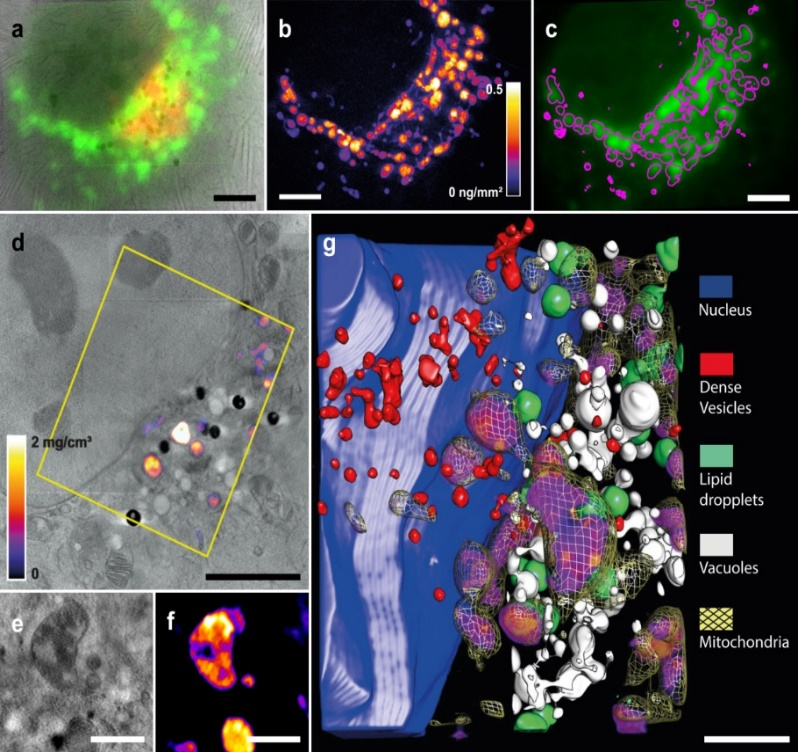 a
b
0.5
0 ng/mm²
c
d
2 mg/cm³
0
e
f
g
Nucleus
Dense
Vesicles
Lipid
dropplets
Vacuoles
Mitochondria